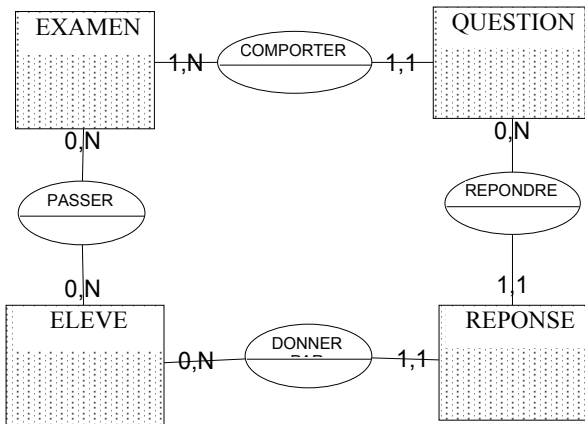 EXAMEN
COMPORTER
QUESTION
1,N
1,1
0,N
0,N
PASSER
REPONDRE
0,N
1,1
ELEVE
DONNER
REPONSE
0,N
1,1